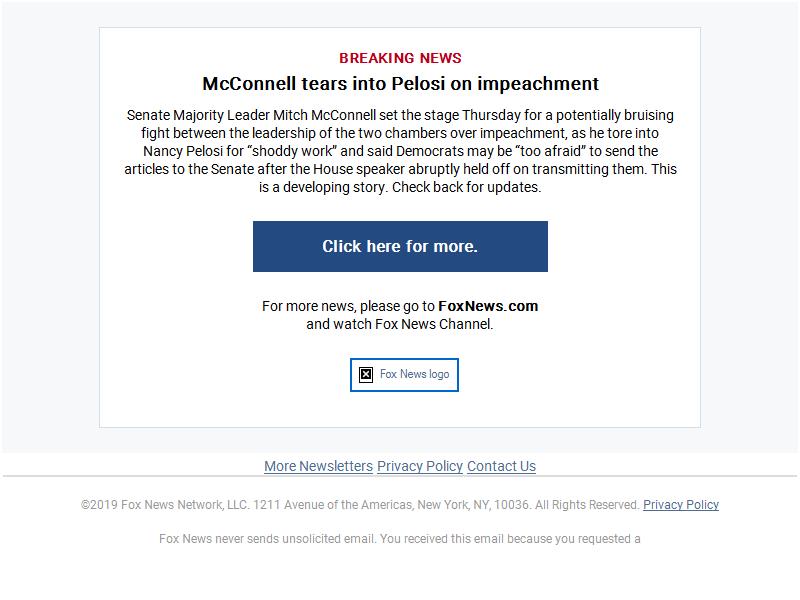 BREAKING NEWS
McConnell tears into Pelosi on impeachment
Senate Majority Leader Mitch McConnell set the stage Thursday for a potentially bruising
fight between the leadership of the two chambers over impeachment, as he tore into
Nancy Pelosi for “shoddy work” and said Democrats may be “too afraid” to send the
articles to the Senate after the House speaker abruptly held off on transmitting them. This
is a developing story. Check back for updates.
Click here for more.
For more news, please go to FoxNews.com
and watch Fox News Channel.
Fox News logo
More Newsletters Privacy Policy Contact Us
©2019 Fox News Network, LLC. 1211 Avenue of the Americas, New York, NY, 10036. All Rights Reserved. Privacy Policy
Fox News never sends unsolicited email. You received this email because you requested a